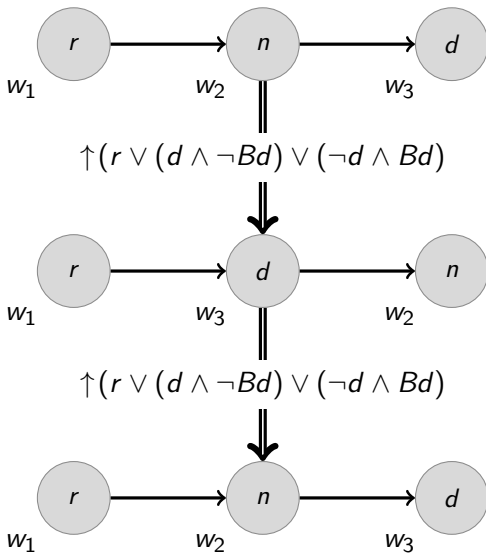 r n d
w₁ w₂ w₃
↑(r ∨ (d ∧ ¬Bd) ∨ (¬d ∧ Bd)
r d n
w₁ w₃ w₂
↑(r ∨ (d ∧ ¬Bd) ∨ (¬d ∧ Bd)
r n d
w₁ w₂ w₃